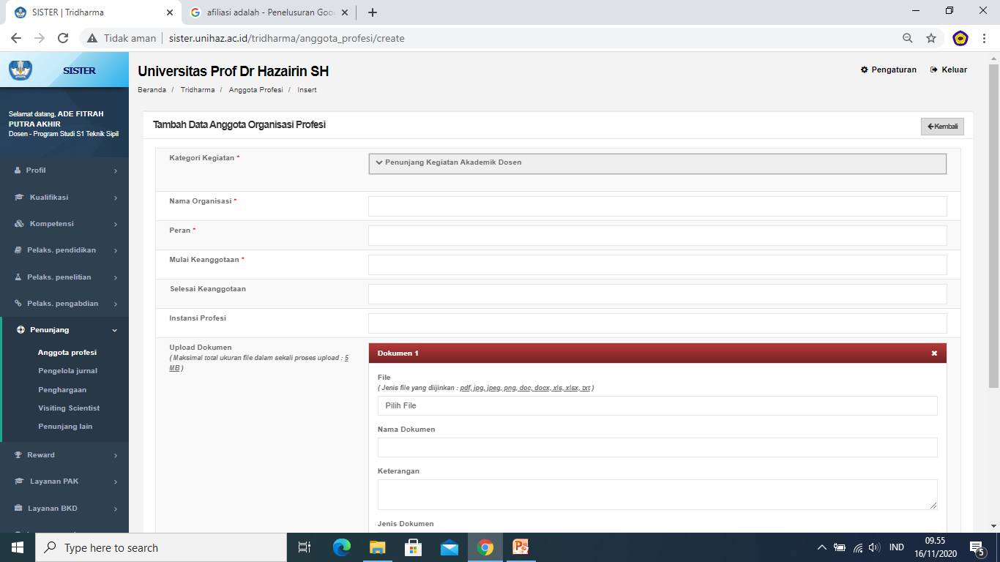 SISTER | Tridharma
afiliasi adalah - Penelusuran Goo
Tidak aman
sister.unihaz.ac.id/tridharma/anggota_profesi/create
SISTER
Universitas Prof Dr Hazairin SH
Pengaturan
Keluar
Beranda / Tridharma / Anggota Profesi / Insert
Selamat datang, ADE FITRAH
PUTRA AKHIR
Dosen - Program Studi S1 Teknik Sipil
Profil
Kualifikasi
Kompetensi
Pelaks. pendidikan
Pelaks. penelitian
Pelaks. pengabdian
Penunjang
Anggota profesi
Pengelola jurnal
Penghargaan
Visiting Scientist
Penunjang lain
Reward
Layanan PAK
Layanan BKD
Tambah Data Anggota Organisasi Profesi
Kembali
Kategori Kegiatan *
Penunjang Kegiatan Akademik Dosen
Nama Organisasi *
Peran *
Mulai Keanggotaan *
Selesai Keanggotaan
Instansi Profesi
Upload Dokumen
( Maksimal total ukuran file dalam sekali proses upload : 5
MB )
Dokumen 1
File
( Jenis file yang diijinkan : pdf, jpg, jpeg, png, doc, docx, xls, xlsx, txt )
Pilih File
Nama Dokumen
Keterangan
Jenis Dokumen
Type here to search
IND
09.55
16/11/2020
5